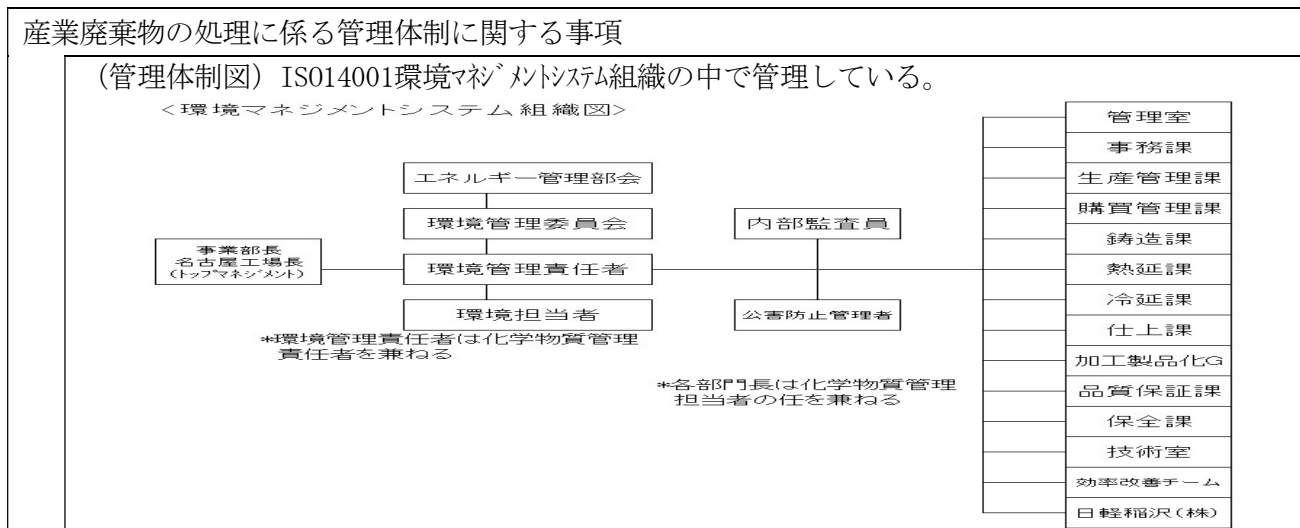 産業廃棄物の処理に係る管理体制に関する事項
（管理体制図）ISO14001環境ﾏﾈｼﾞﾒﾝﾄｼｽﾃﾑ組織の中で管理している。
<環境マネジメントシステム組織図>
エネルギー管理部会
環境管理委員会
内部監査員
事業部長
名古屋工場長
(トップマネジメント)
環境管理責任者
環境担当者
公害防止管理者
*環境管理責任者は化学物質管理
責任者を兼ねる
*各部門長は化学物質管理
担当者の任を兼ねる
管理室
事務課
生産管理課
購買管理課
鋳造課
熱延課
冷延課
仕上課
加工製品化G
品質保証課
保全課
技術室
効率改善チーム
日軽稲沢(株)